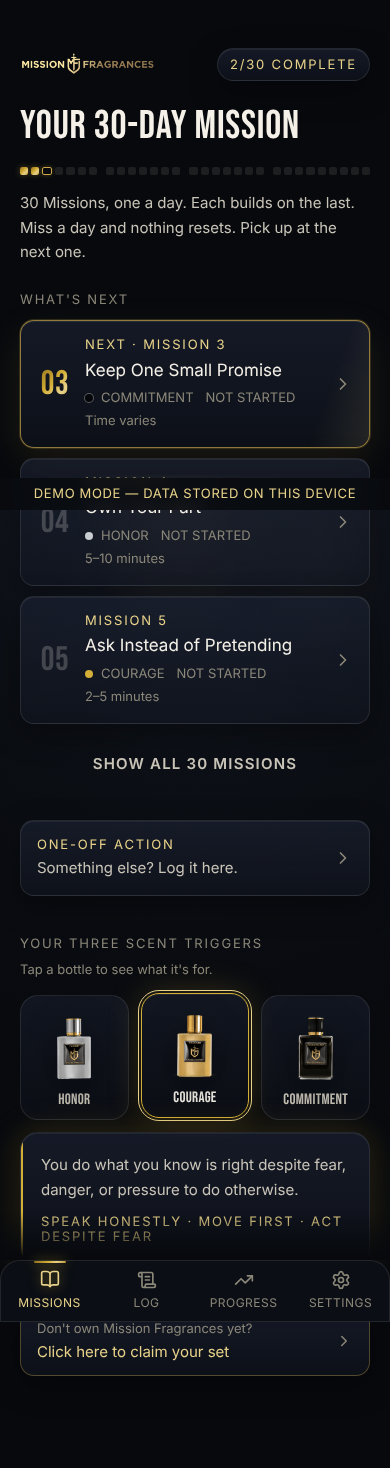 MISSION FRAGRANCES
2/30 COMPLETE
YOUR 30-DAY MISSION
30 Missions, one a day. Each builds on the last.
Miss a day and nothing resets. Pick up at the
next one.
WHAT'S NEXT
NEXT · MISSION 3
03
Keep One Small Promise
COMMITMENT NOT STARTED
Time varies
DEMO MODE — DATA STORED ON THIS DEVICE
04
Own Your Part
HONOR NOT STARTED
5–10 minutes
MISSION 5
05
Ask Instead of Pretending
COURAGE NOT STARTED
2–5 minutes
SHOW ALL 30 MISSIONS
ONE-OFF ACTION
Something else? Log it here.
YOUR THREE SCENT TRIGGERS
Tap a bottle to see what it's for.
HONOR
COURAGE
COMMITMENT
You do what you know is right despite fear,
danger, or pressure to do otherwise.
SPEAK HONESTLY · MOVE FIRST · ACT
DESPITE FEAR
MISSIONS
LOG
PROGRESS
SETTINGS
Don't own Mission Fragrances yet?
Click here to claim your set